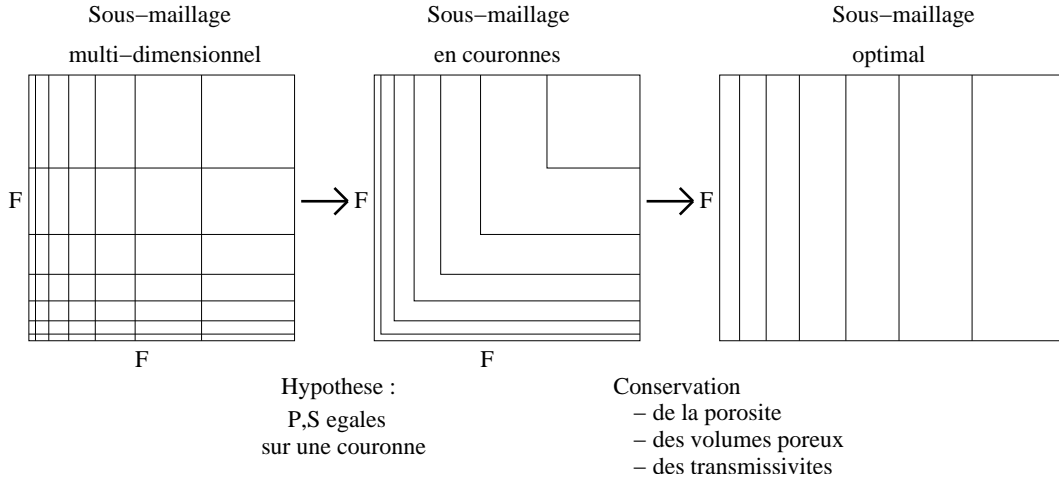 Sous−maillage
multi−dimensionnel
Sous−maillage
en couronnes
Sous−maillage
optimal
F
F
F
F
F
Hypothese :
P,S egales
sur une couronne
Conservation
− de la porosite
− des volumes poreux
− des transmissivites